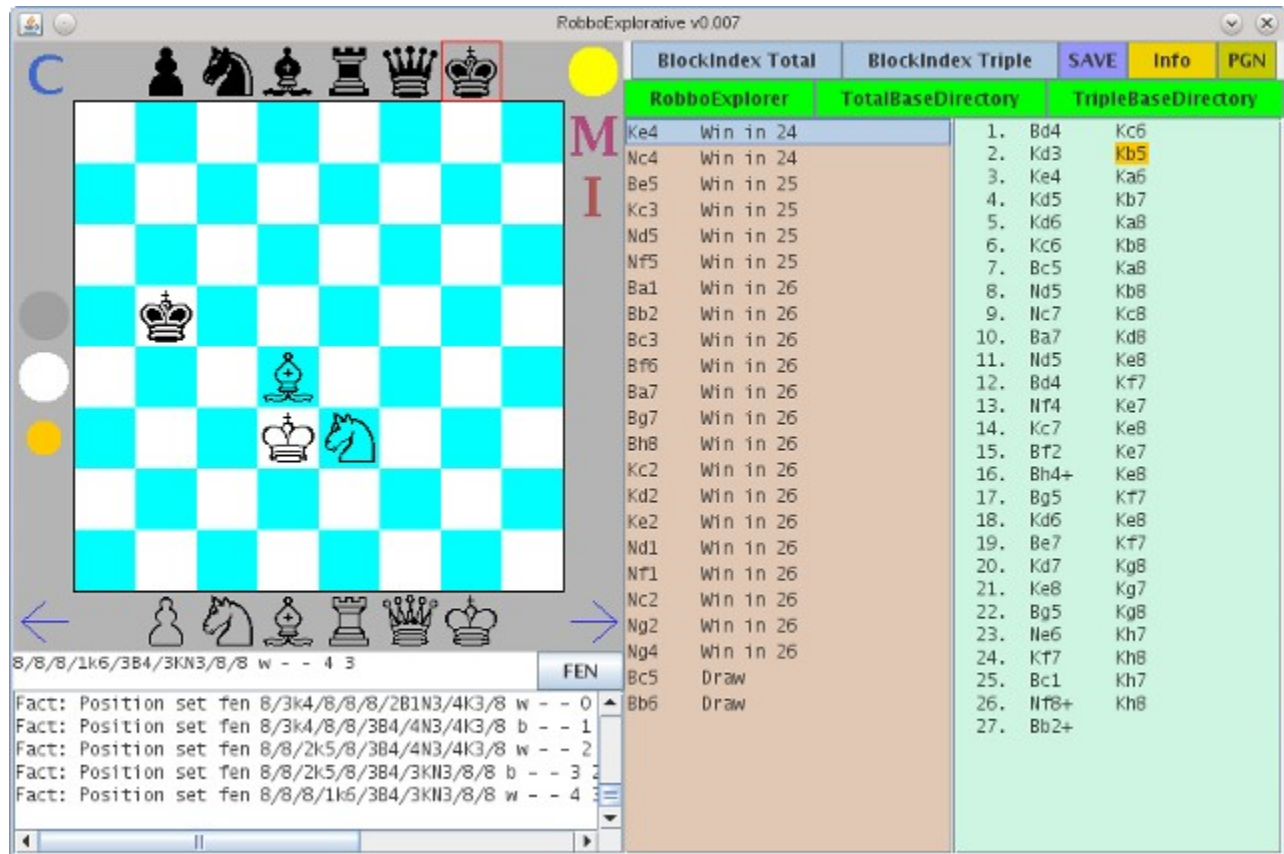 RobboExplorative v0.007
C
M
I
BlockIndex Total BlockIndex Triple SAVE Info PGN
RobboExplorer TotalBaseDirectory TripleBaseDirectory
Ke4 Win in 24
Nc4 Win in 24
Be5 Win in 25
Kc3 Win in 25
Nd5 Win in 25
Nf5 Win in 25
Ba1 Win in 26
Bb2 Win in 26
Bc3 Win in 26
Bf6 Win in 26
Ba7 Win in 26
Bg7 Win in 26
Bh8 Win in 26
Kc2 Win in 26
Kd2 Win in 26
Ke2 Win in 26
Nd1 Win in 26
Nf1 Win in 26
Nc2 Win in 26
Ng2 Win in 26
Ng4 Win in 26
Bc5 Draw
Bb6 Draw
1. Bd4 Kc6
2. Kd3 Kb5
3. Ke4 Ka6
4. Kd5 Kb7
5. Kd6 Ka8
6. Kc6 Kb8
7. Bc5 Ka8
8. Nd5 Kb8
9. Nc7 Kc8
10. Ba7 Kd8
11. Nd5 Ke8
12. Bd4 Kf7
13. Nf4 Ke7
14. Kc7 Ke8
15. Bf2 Ke7
16. Bh4+ Ke8
17. Bg5 Kf7
18. Kd6 Ke8
19. Be7 Kf7
20. Kd7 Kg8
21. Ke8 Kg7
22. Bg5 Kg8
23. Ne6 Kh7
24. Kf7 Kh8
25. Bc1 Kh7
26. Nf8+ Kh8
27. Bb2+
8/8/8/1k6/3B4/3KN3/8/8 w - - 4 3
FEN
Fact: Position set fen 8/3k4/8/8/8/2B1N3/4K3/8 w - - 0
Fact: Position set fen 8/3k4/8/8/3B4/4N3/4K3/8 b - - 1
Fact: Position set fen 8/8/2k5/8/3B4/4N3/4K3/8 w - - 2
Fact: Position set fen 8/8/2k5/8/3B4/3KN3/8/8 b - - 3 2
Fact: Position set fen 8/8/8/1k6/3B4/3KN3/8/8 w - - 4 3